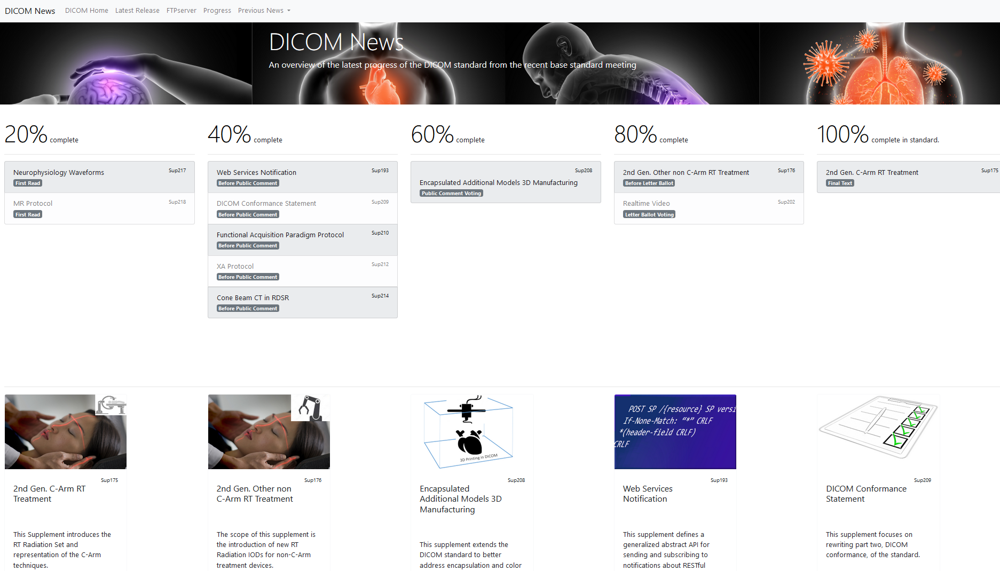 DICOM News DICOM Home Latest Release FTPserver Progress Previous News
DICOM News
An overview of the latest progress of the DICOM standard from the recent base standard meeting
20% complete
Neurophysiology Waveforms Sup217
First Read
MR Protocol Sup218
First Read
40% complete
Web Services Notification Sup193
Before Public Comment
DICOM Conformance Statement Sup209
Before Public Comment
Functional Acquisition Paradigm Protocol Sup210
Before Public Comment
XA Protocol Sup212
Before Public Comment
Cone Beam CT in RDSR Sup214
Before Public Comment
60% complete
Sup208
Encapsulated Additional Models 3D Manufacturing
Public Comment Voting
80% complete
2nd Gen. Other non C-Arm RT Treatment Sup176
Before Letter Ballot
Realtime Video Sup202
Letter Ballot Voting
100% complete in standard.
2nd Gen. C-Arm RT Treatment Sup175
Final Text
Sup175
2nd Gen. C-Arm RT
Treatment
This Supplement introduces the
RT Radiation Set and
representation of the C-Arm
techniques.
Sup176
2nd Gen. Other non
C-Arm RT Treatment
The scope of this supplement is
the introduction of new RT
Radiation IODs for non-C-Arm
treatment devices.
3D Printing in DICOM
Sup208
Encapsulated
Additional Models 3D
Manufacturing
This supplement extends the
DICOM standard to better
address encapsulation and color
POST SP /{resource} SP versi
If-None-Match: “*” CRLF
*(header-field CRLF)
CRLF
Sup193
Web Services
Notification
This supplement defines a
generalized abstract API for
sending and subscribing to
notifications about RESTful
Sup209
DICOM Conformance
Statement
This supplement focuses on
rewriting part two, DICOM
conformance, of the standard.